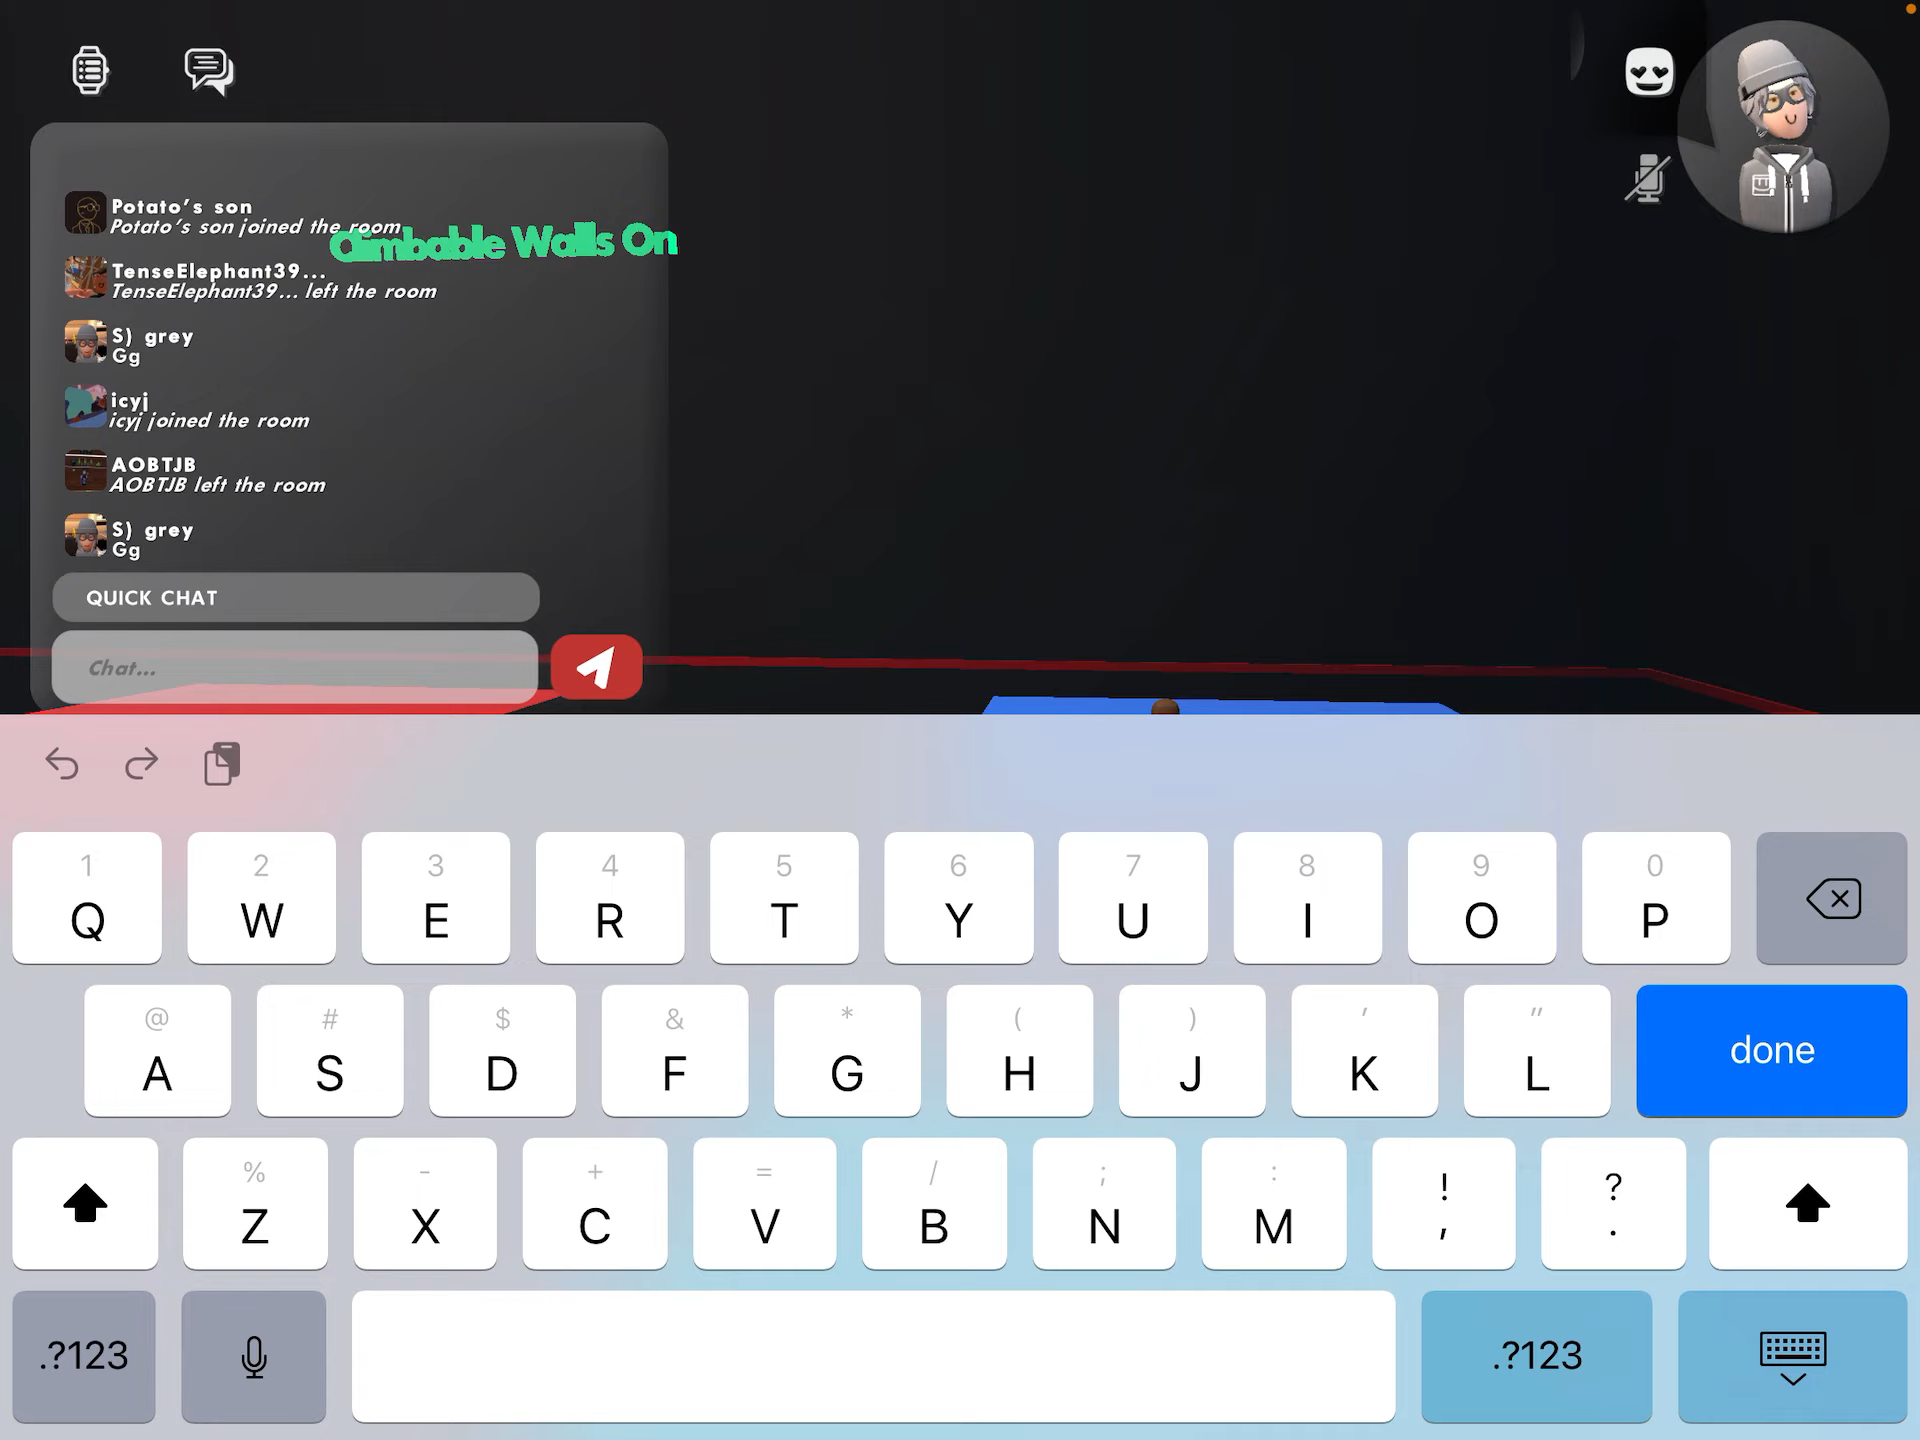 Potato's son
Potato's son joined the room
Climbable Walls On
TenseElephant39...
TenseElephant39... left the room
S) grey
Gg
icyj
icyj joined the room
AOBTJB
AOBTJB left the room
S) grey
Gg
QUICK CHAT
Chat...
1 2 3 4 5 6 7 8 9 0
Q W E R T Y U I O P
@ # $ & * ( ) ' "
A S D F G H J K L done
% - + = / ; : ! ?
Z X C V B N M , .
.?123 .?123